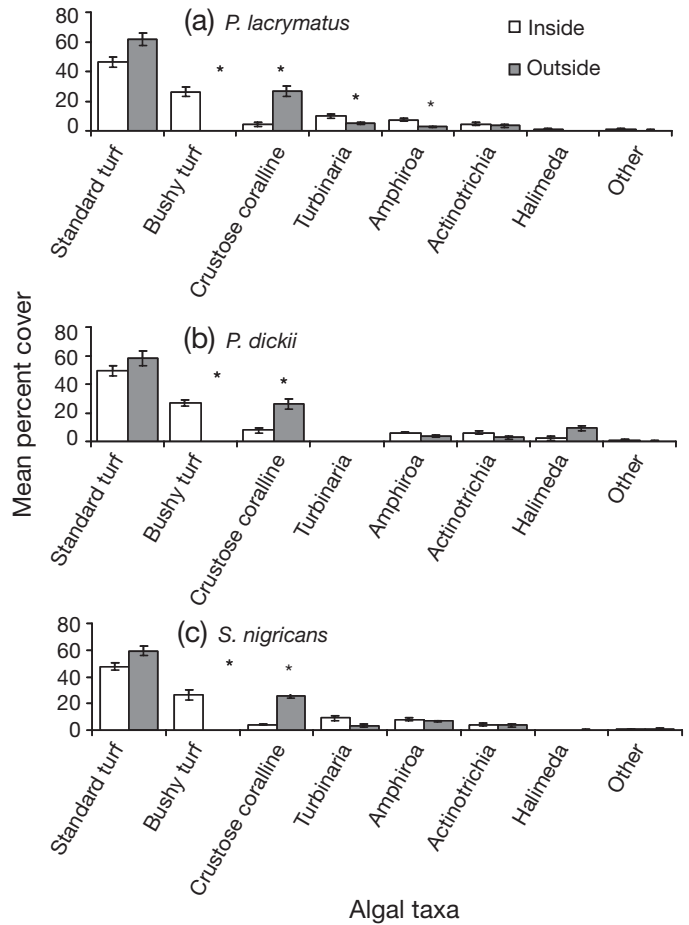 (a) P. lacrymatus
Inside
Outside
80
60
40
20
0
* * * *
Standard turf
Bushy turf
Crustose coralline
Turbinaria
Amphiroa
Actinotrichia
Halimeda
Other
Mean percent cover
(b) P. dickii
80
60
40
20
0
* *
Standard turf
Bushy turf
Crustose coralline
Turbinaria
Amphiroa
Actinotrichia
Halimeda
Other
(c) S. nigricans
80
60
40
20
0
* *
Standard turf
Bushy turf
Crustose coralline
Turbinaria
Amphiroa
Actinotrichia
Halimeda
Other
Algal taxa